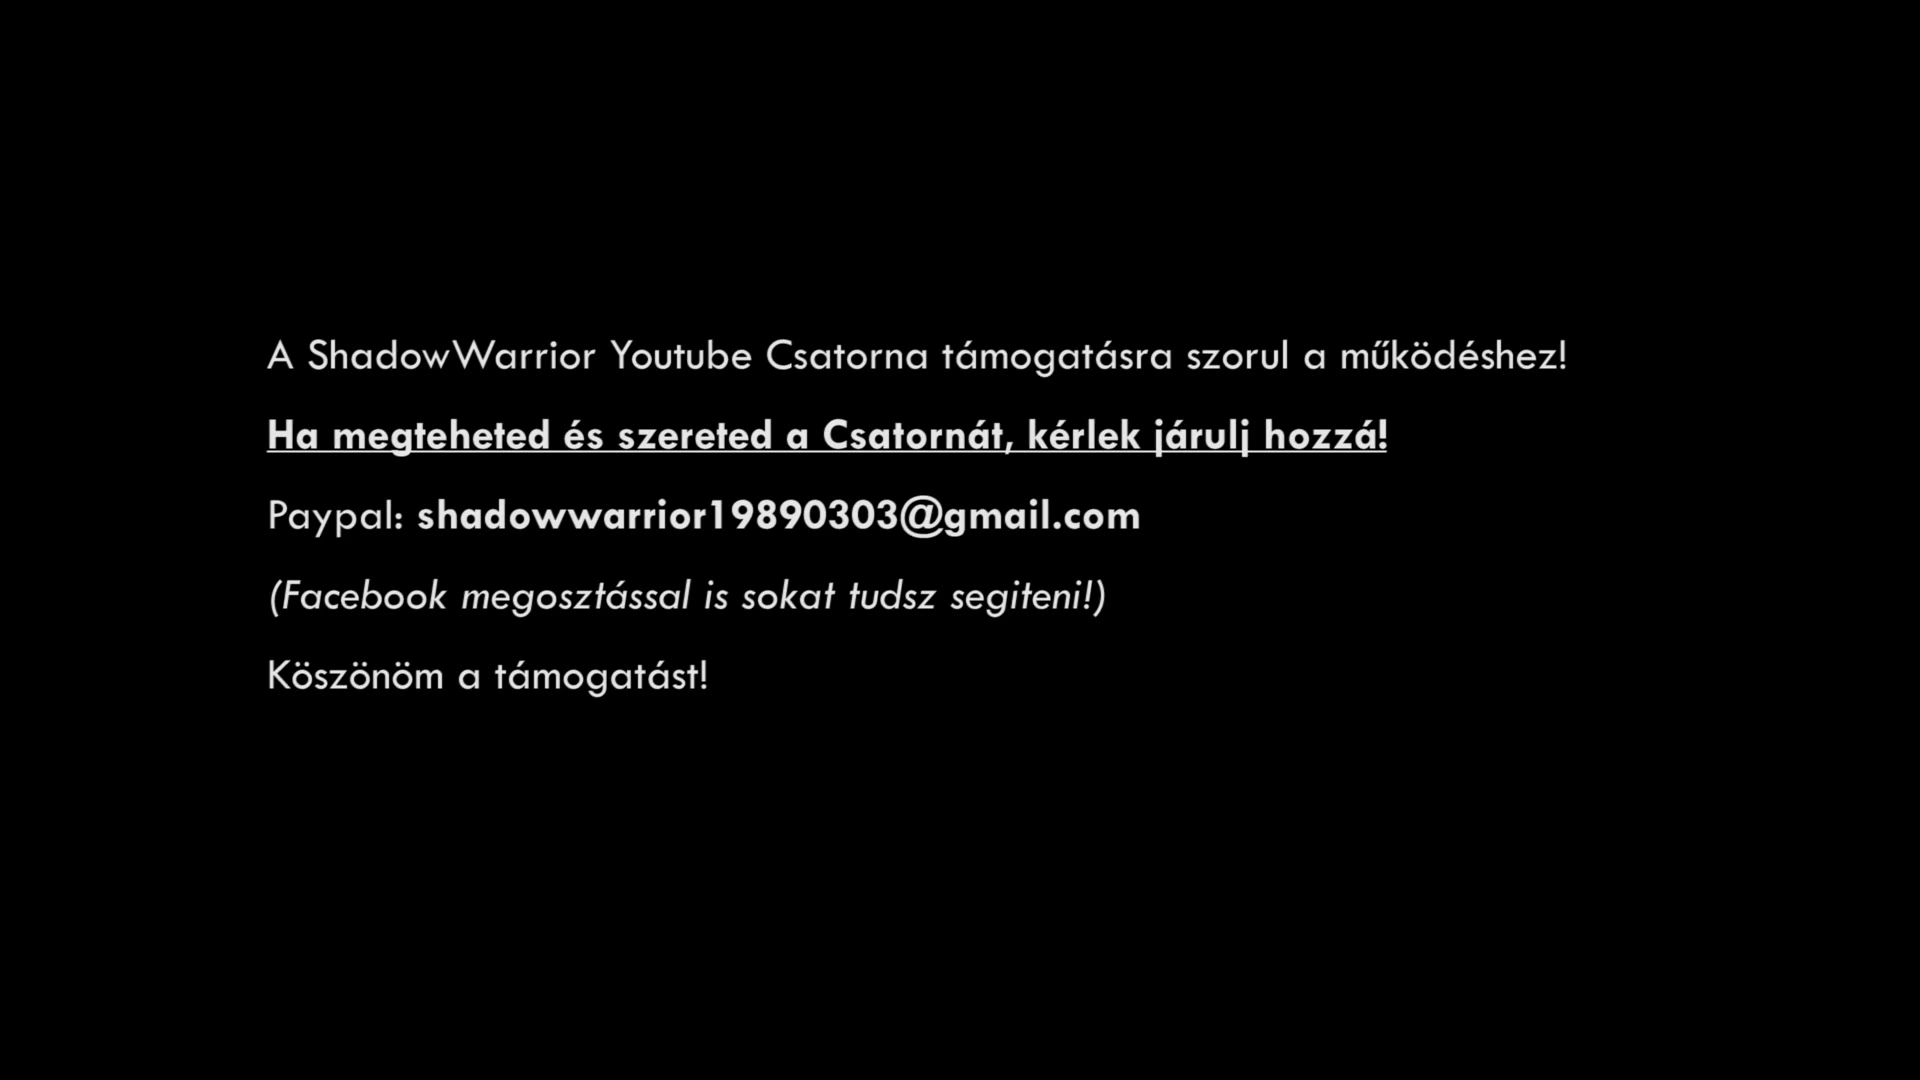 A ShadowWarrior Youtube Csatorna támogatásra szorul a működéshez!
Ha megteheted és szereted a Csatornát, kérlek járulj hozzá!
Paypal: shadowwarrior19890303@gmail.com
(Facebook megosztással is sokat tudsz segiteni!)
Köszönöm a támogatást!